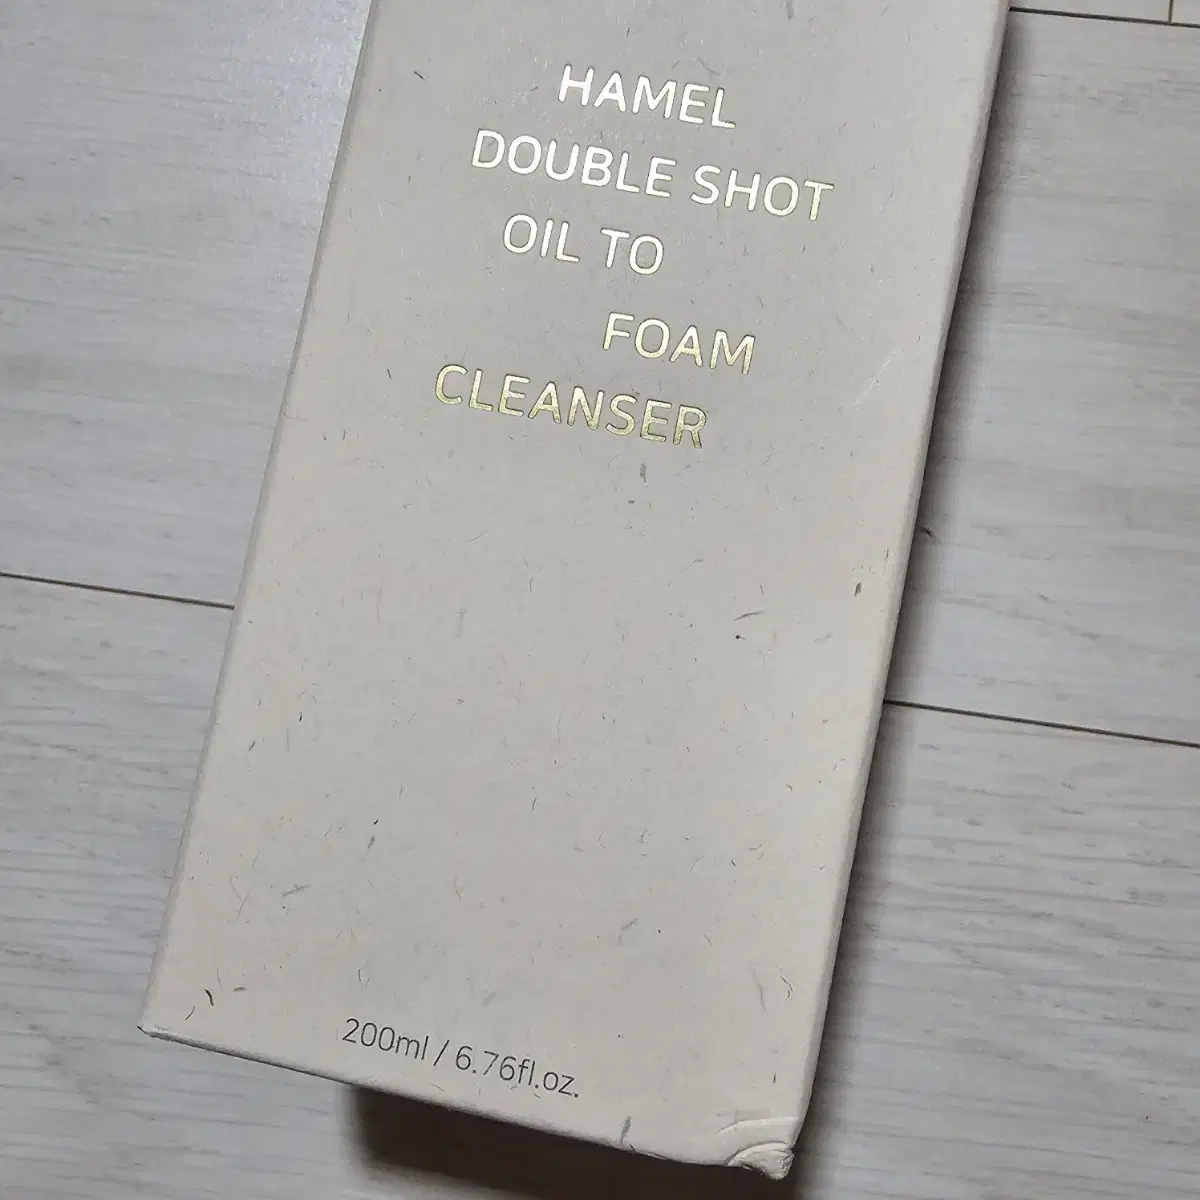 HAMEL
DOUBLE SHOT
OIL TO
FOAM
CLEANSER
200ml / 6.76fl.oz.